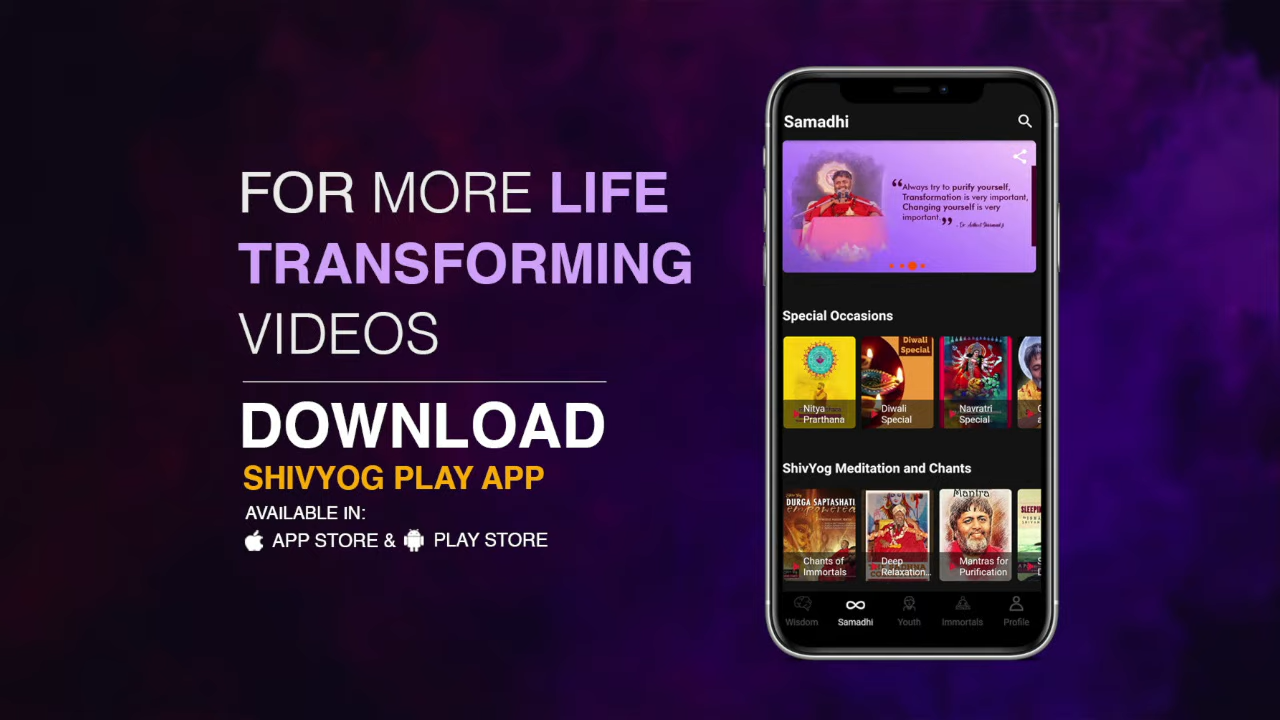 FOR MORE LIFE
TRANSFORMING
VIDEOS
DOWNLOAD
SHIVYOG PLAY APP
AVAILABLE IN:
APP STORE & PLAY STORE
Samadhi
“Always try to purify yourself,
Transformation is very important,
Changing yourself is very
important.”
Special Occasions
Diwali
Special
Nitya
Prarthana
Diwali
Special
Navratri
Special
ShivYog Meditation and Chants
DURGA SAPTASHATI
Mantra
Chants of
Immortals
Deep
Relaxation...
Mantras for
Purification
Wisdom
Samadhi
Youth
Immortals
Profile